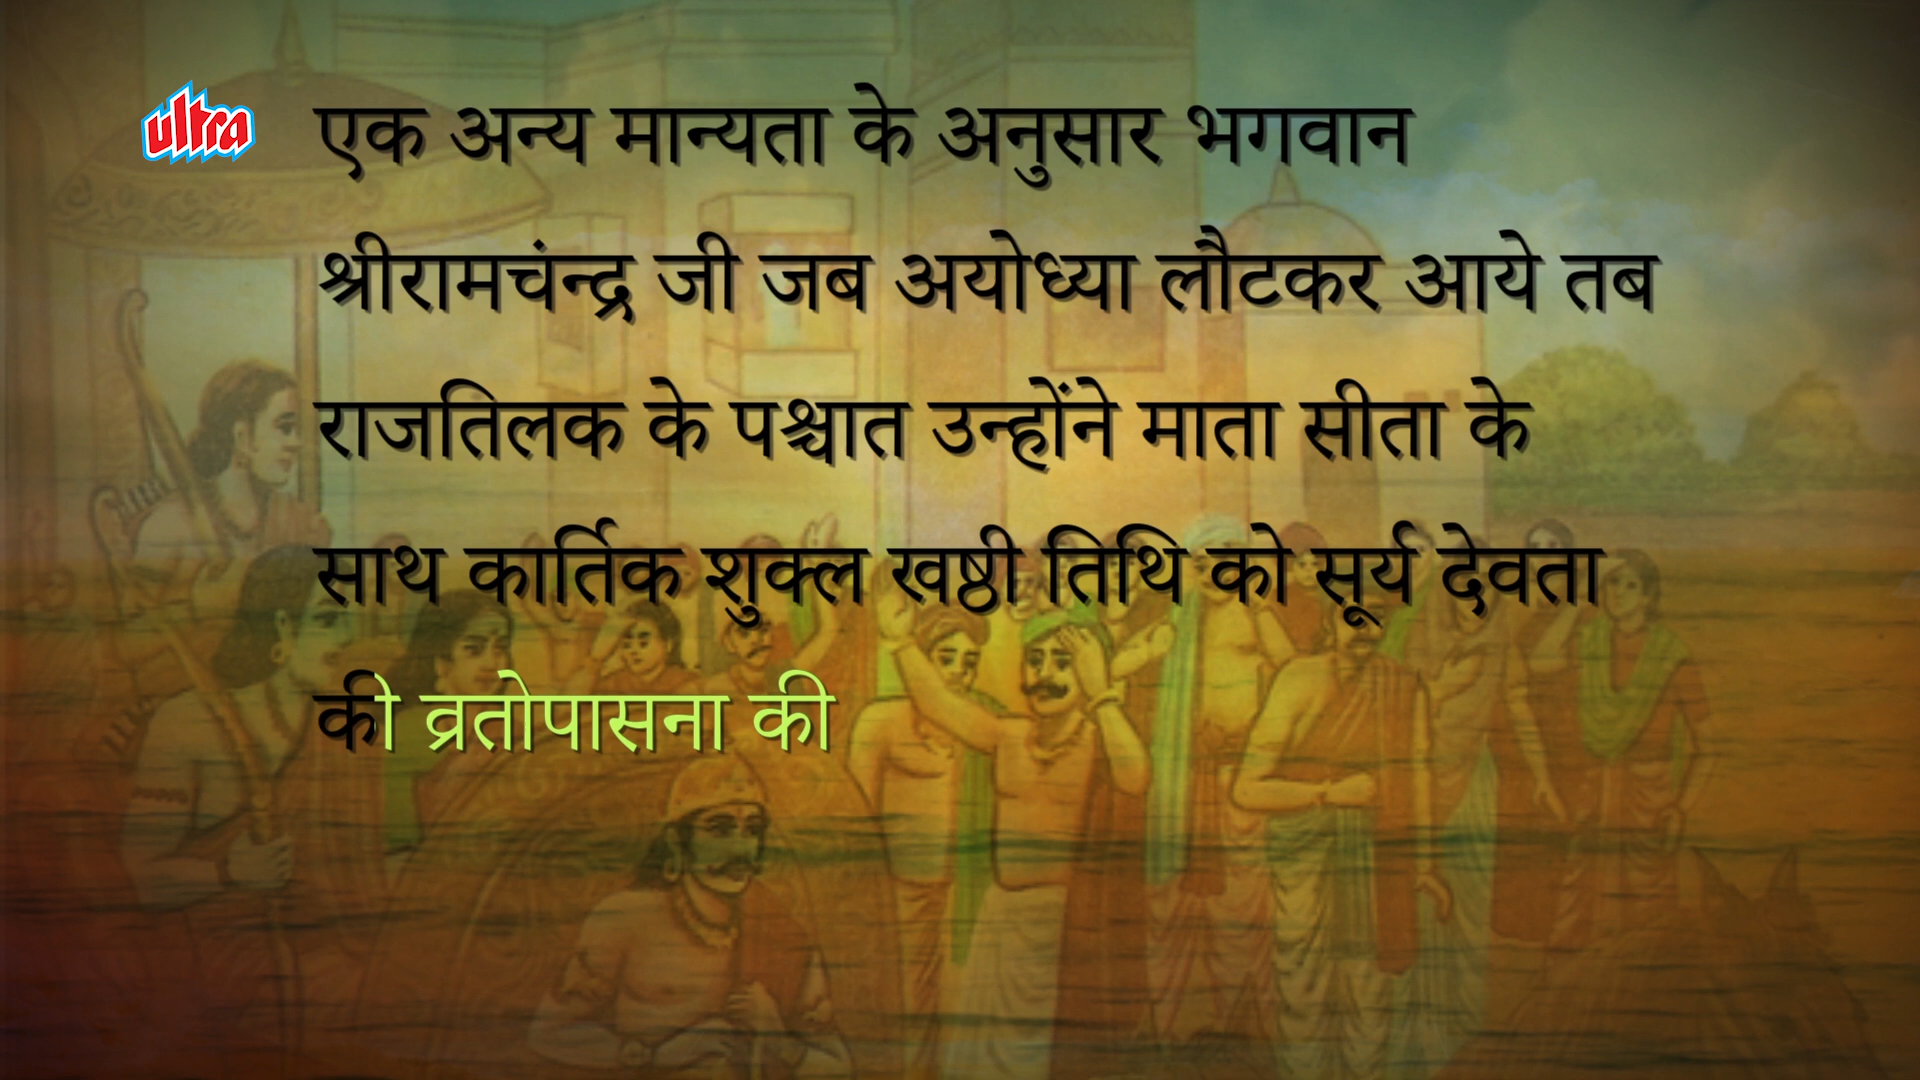 ultra
एक अन्य मान्यता के अनुसार भगवान
श्रीरामचंन्द्र जी जब अयोध्या लौटकर आये तब
राजतिलक के पश्चात उन्होंने माता सीता के
साथ कार्तिक शुक्ल खष्ठी तिथि को सूर्य देवता
की व्रतोपासना की